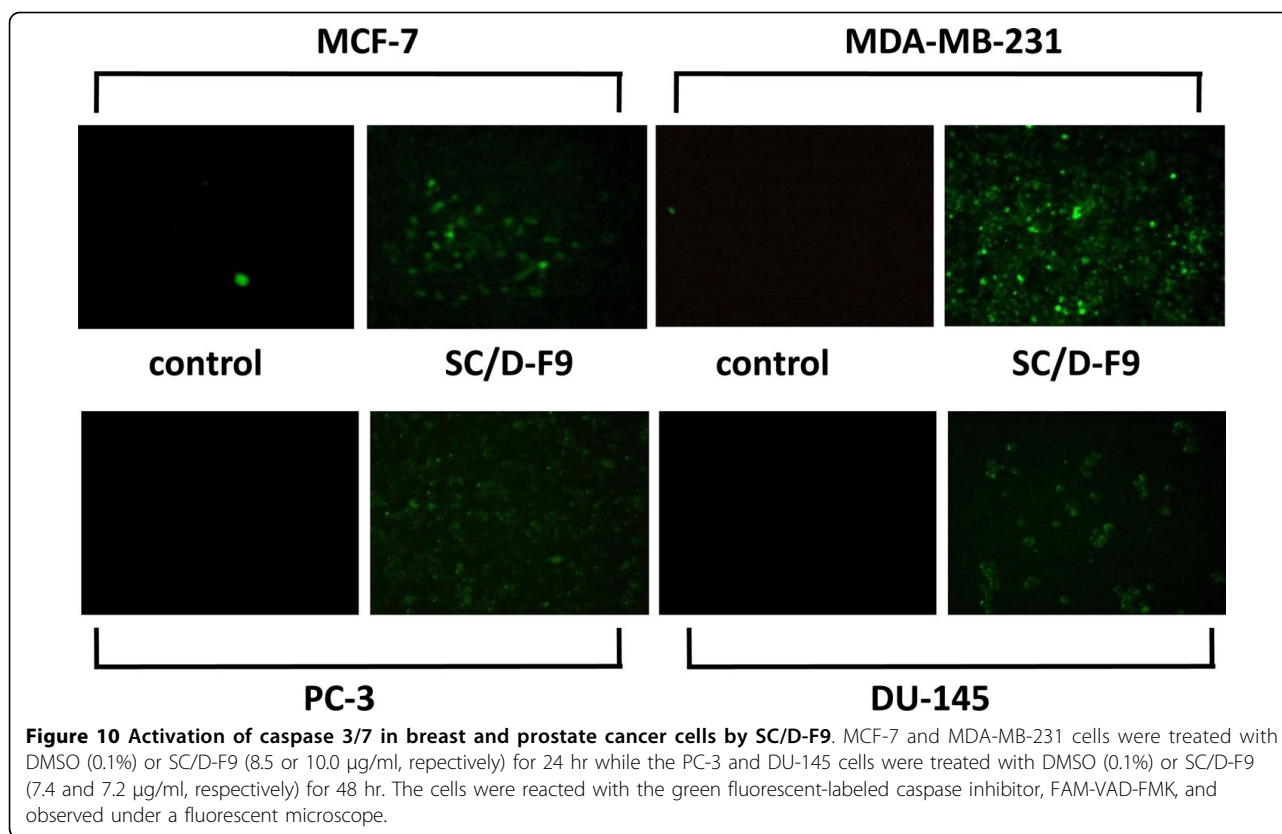 MCF-7 MDA-MB-231
control SC/D-F9 control SC/D-F9
PC-3 DU-145
Figure 10 Activation of caspase 3/7 in breast and prostate cancer cells by SC/D-F9. MCF-7 and MDA-MB-231 cells were treated with
DMSO (0.1%) or SC/D-F9 (8.5 or 10.0 μg/ml, repectively) for 24 hr while the PC-3 and DU-145 cells were treated with DMSO (0.1%) or SC/D-F9
(7.4 and 7.2 μg/ml, respectively) for 48 hr. The cells were reacted with the green fluorescent-labeled caspase inhibitor, FAM-VAD-FMK, and
observed under a fluorescent microscope.